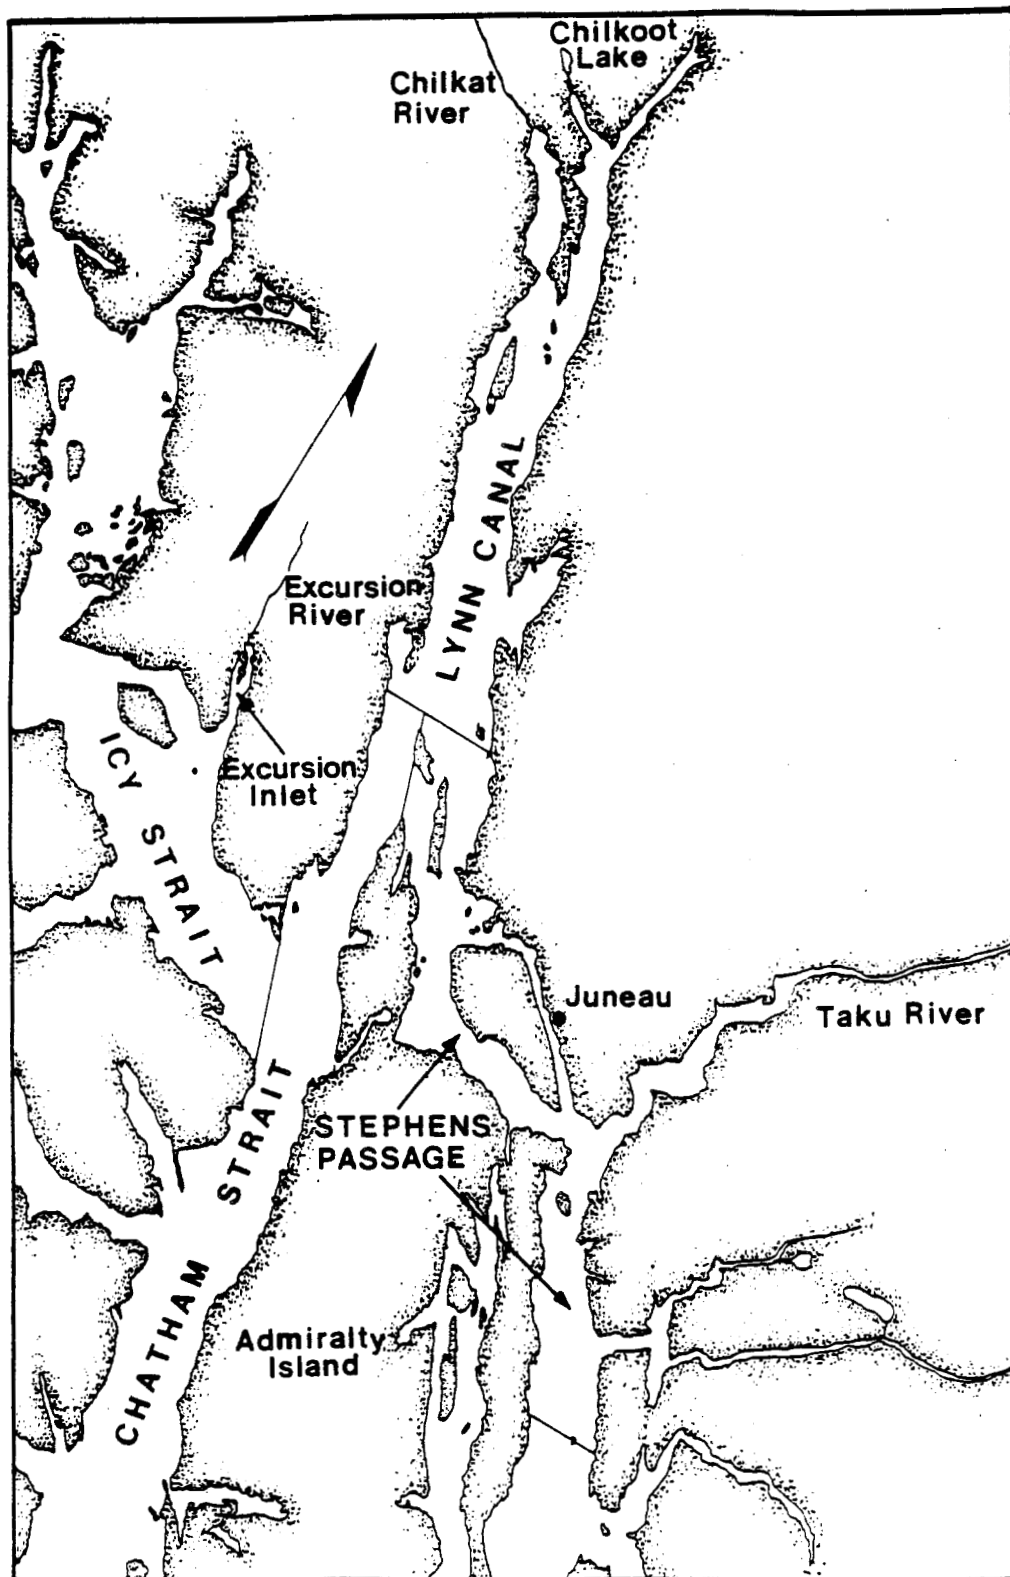 Chilkoot
Lake
Chilkat
River
LYNN CANAL
Excursion
River
Excursion
Inlet
ICY STRAIT
Juneau
Taku River
STEPHENS
PASSAGE
CHATHAM STRAIT
Admiralty
Island